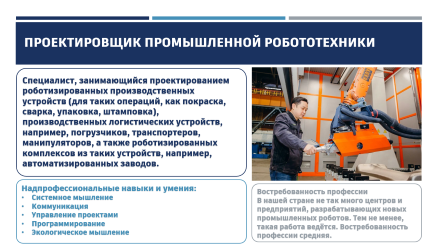 ПРОЕКТИРОВЩИК ПРОМЫШЛЕННОЙ РОБОТОТЕХНИКИ
Специалист, занимающийся проектированием
роботизированных производственных
устройств (для таких операций, как покраска,
сварка, упаковка, штамповка),
производственных логистических устройств,
например, погрузчиков, транспортеров,
манипуляторов, а также роботизированных
комплексов из таких устройств, например,
автоматизированных заводов.
Надпрофессиональные навыки и умения:
• Системное мышление
• Коммуникация
• Управление проектами
• Программирование
• Экологическое мышление
Востребованность профессии
В нашей стране не так много центров и
предприятий, разрабатывающих новых
промышленных роботов. Тем не менее,
такая работа ведётся. Востребованность
профессии средняя.